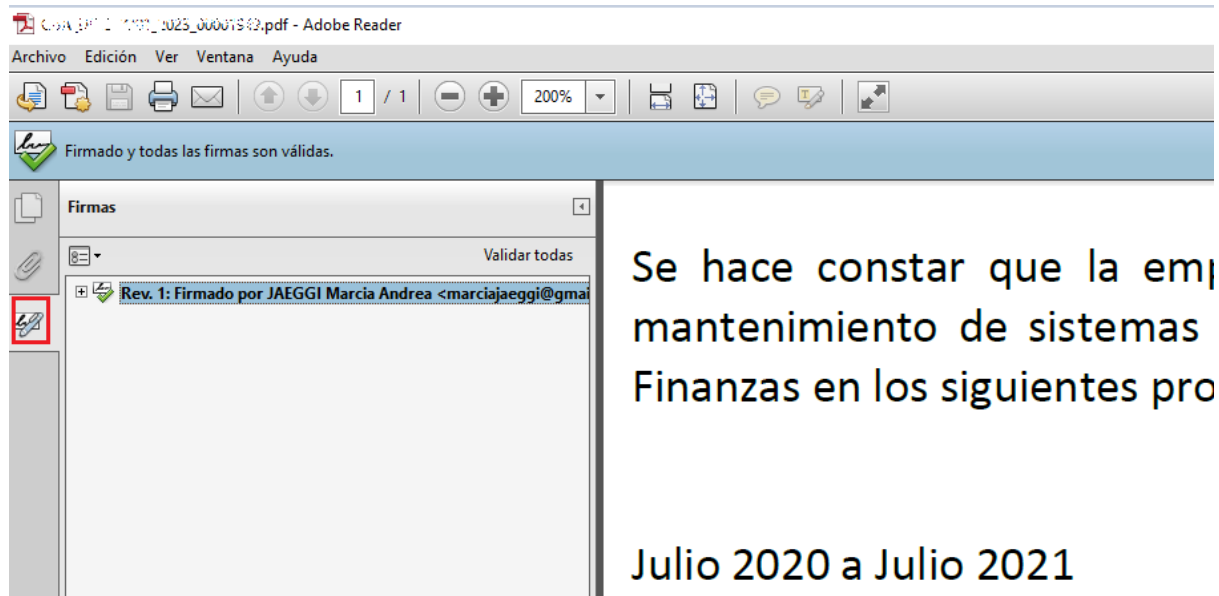 .pdf - Adobe Reader
Archivo Edición Ver Ventana Ayuda
1 / 1 200%
Firmado y todas las firmas son válidas.
Firmas
Validar todas
Rev. 1: Firmado por JAEGGI Marcia Andrea <marciajaeggi@gmai
Se hace constar que la emp
mantenimiento de sistemas
Finanzas en los siguientes pro
Julio 2020 a Julio 2021